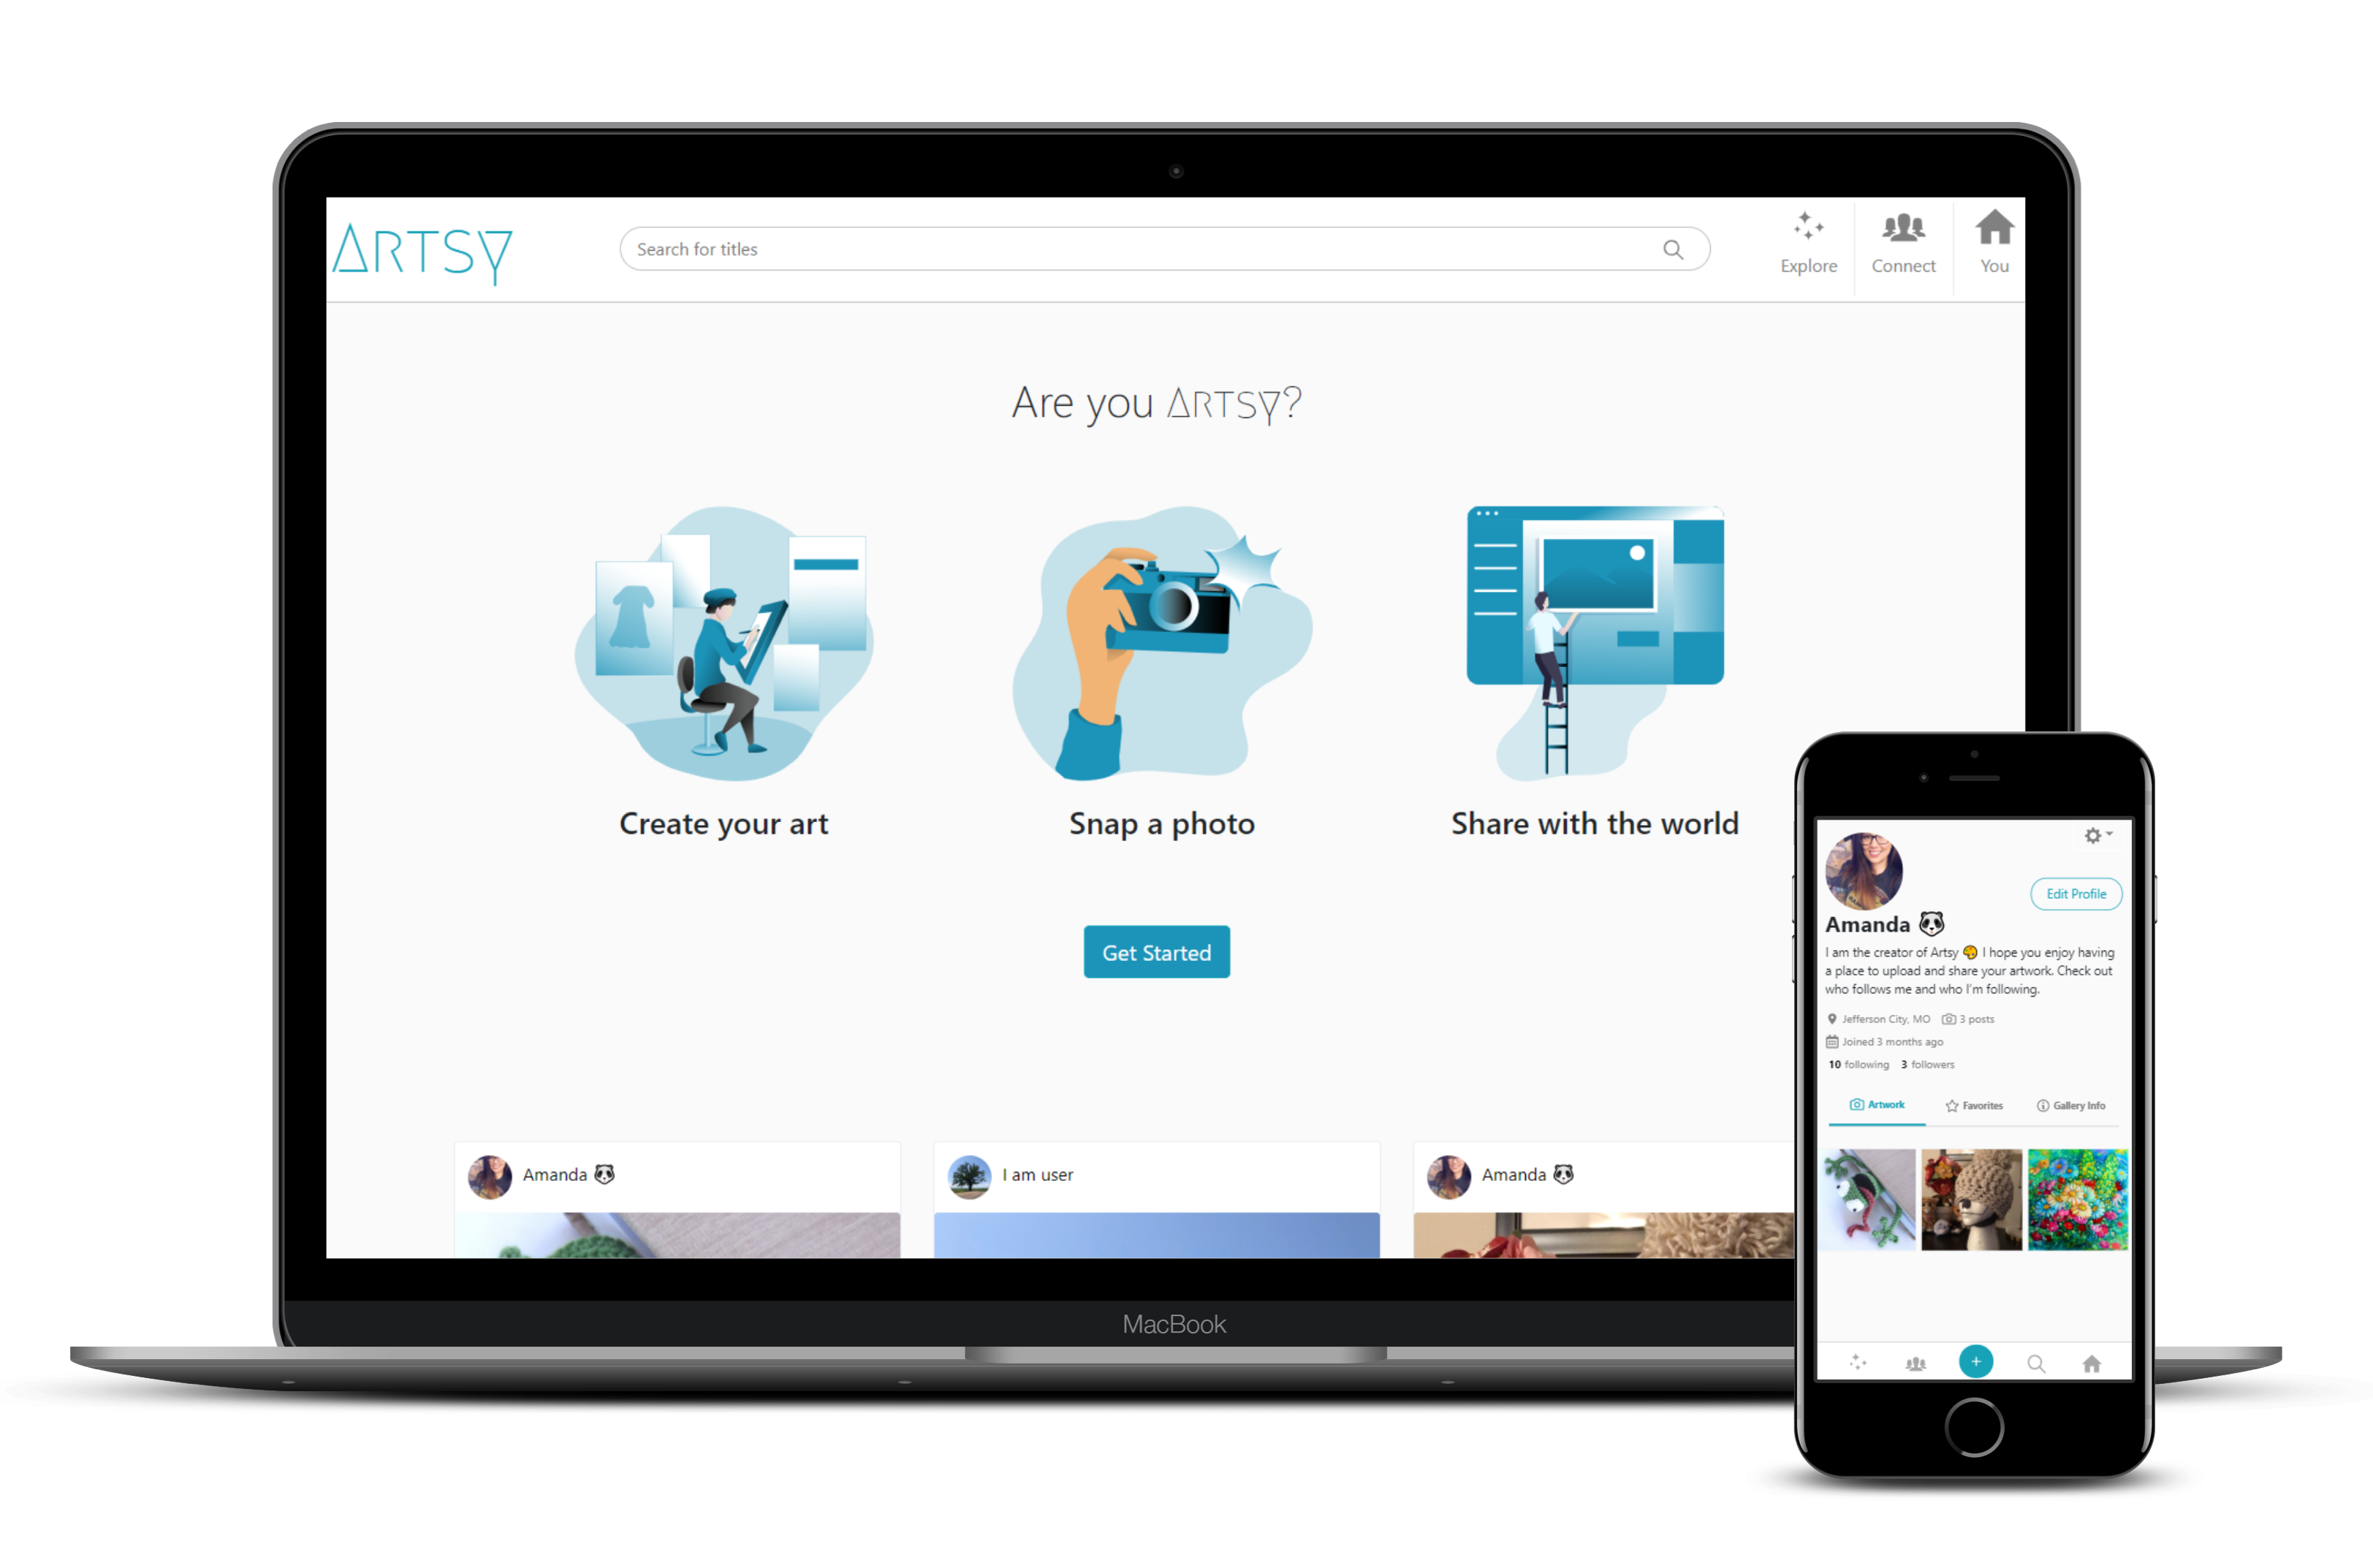 ARTSY
Search for titles
Explore
Connect
You
Are you ARTSY?
Create your art
Snap a photo
Share with the world
Get Started
Amanda 🐼
I am user
Amanda 🐼
MacBook
Edit Profile
Amanda 🐼
I am the creator of Artsy 🎨 I hope you enjoy having
a place to upload and share your artwork. Check out
who follows me and who I'm following.
Jefferson City, MO 3 posts
Joined 3 months ago
10 following 3 followers
Artwork Favorites Gallery Info